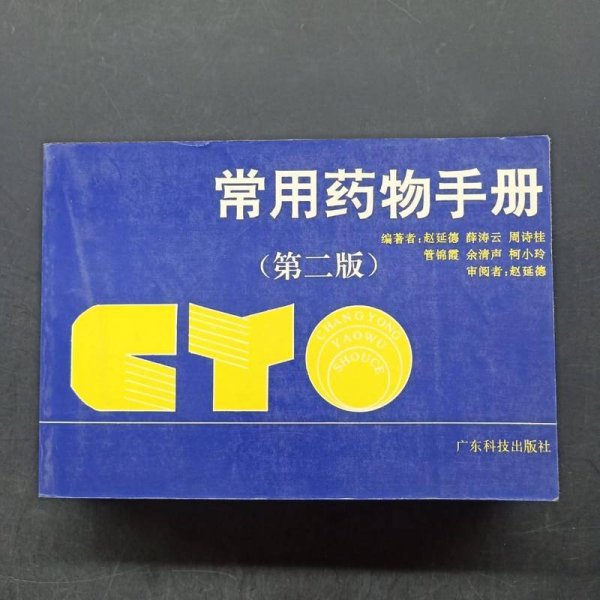 常用药物手册
编著者:赵延德 薛涛云 周诗桂
管锦霞 余清声 柯小玲
审阅者:赵延德
(第二版)
CYO
CHANGYONG
YAOWU
SHOUCE
广东科技出版社